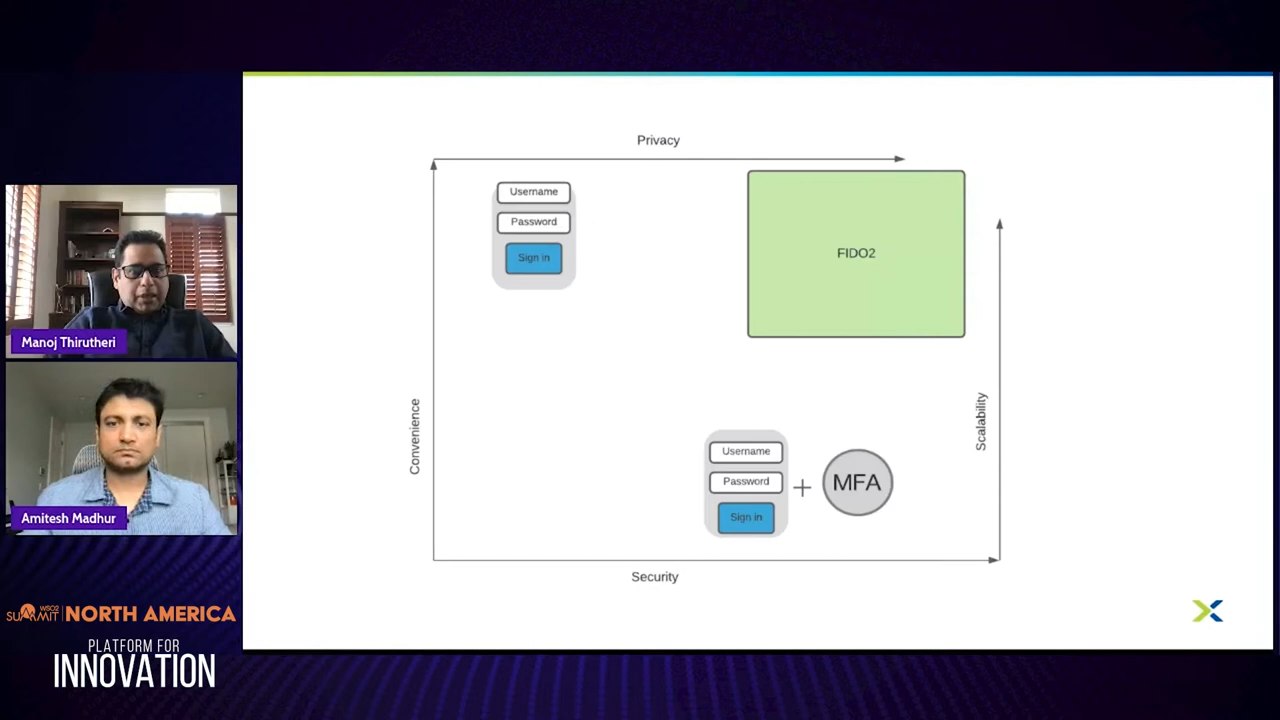 Privacy
Username
Password
Sign in
FIDO2
Convenience
Scalability
Username
Password
Sign in
+
MFA
Security
Manoj Thirutheri
Amitesh Madhur
WSO2
SUMMIT
NORTH AMERICA
PLATFORM FOR
INNOVATION